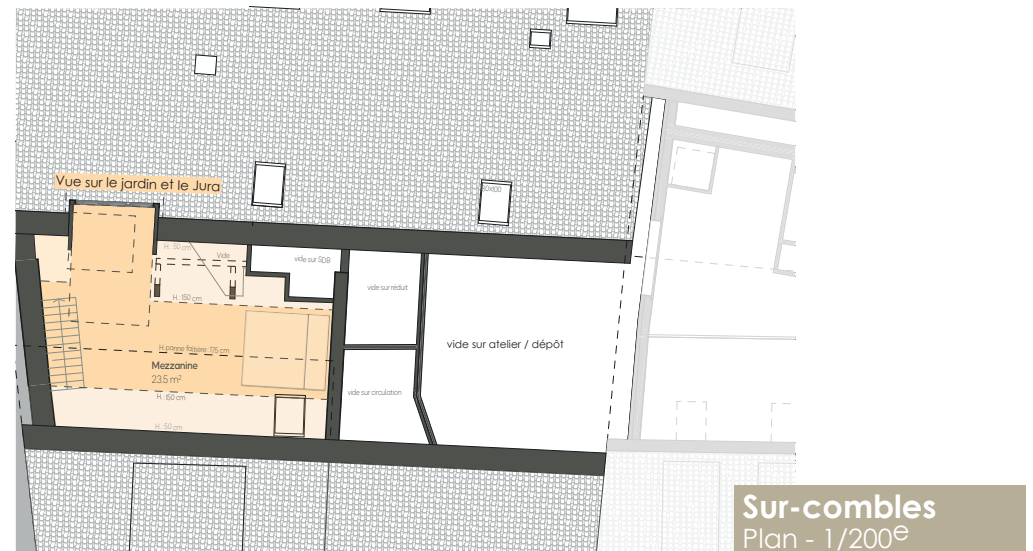 Vue sur le jardin et le Jura
H. : 50 cm
Vide
vide sur SDB
H. :150 cm
vide sur réduit
H.panne faîtière: 175 cm
Mezzanine
23.5 m²
H. :150 cm
H. : 50 cm
vide sur circulation
vide sur atelier / dépôt
Sur-combles
Plan - 1/200e